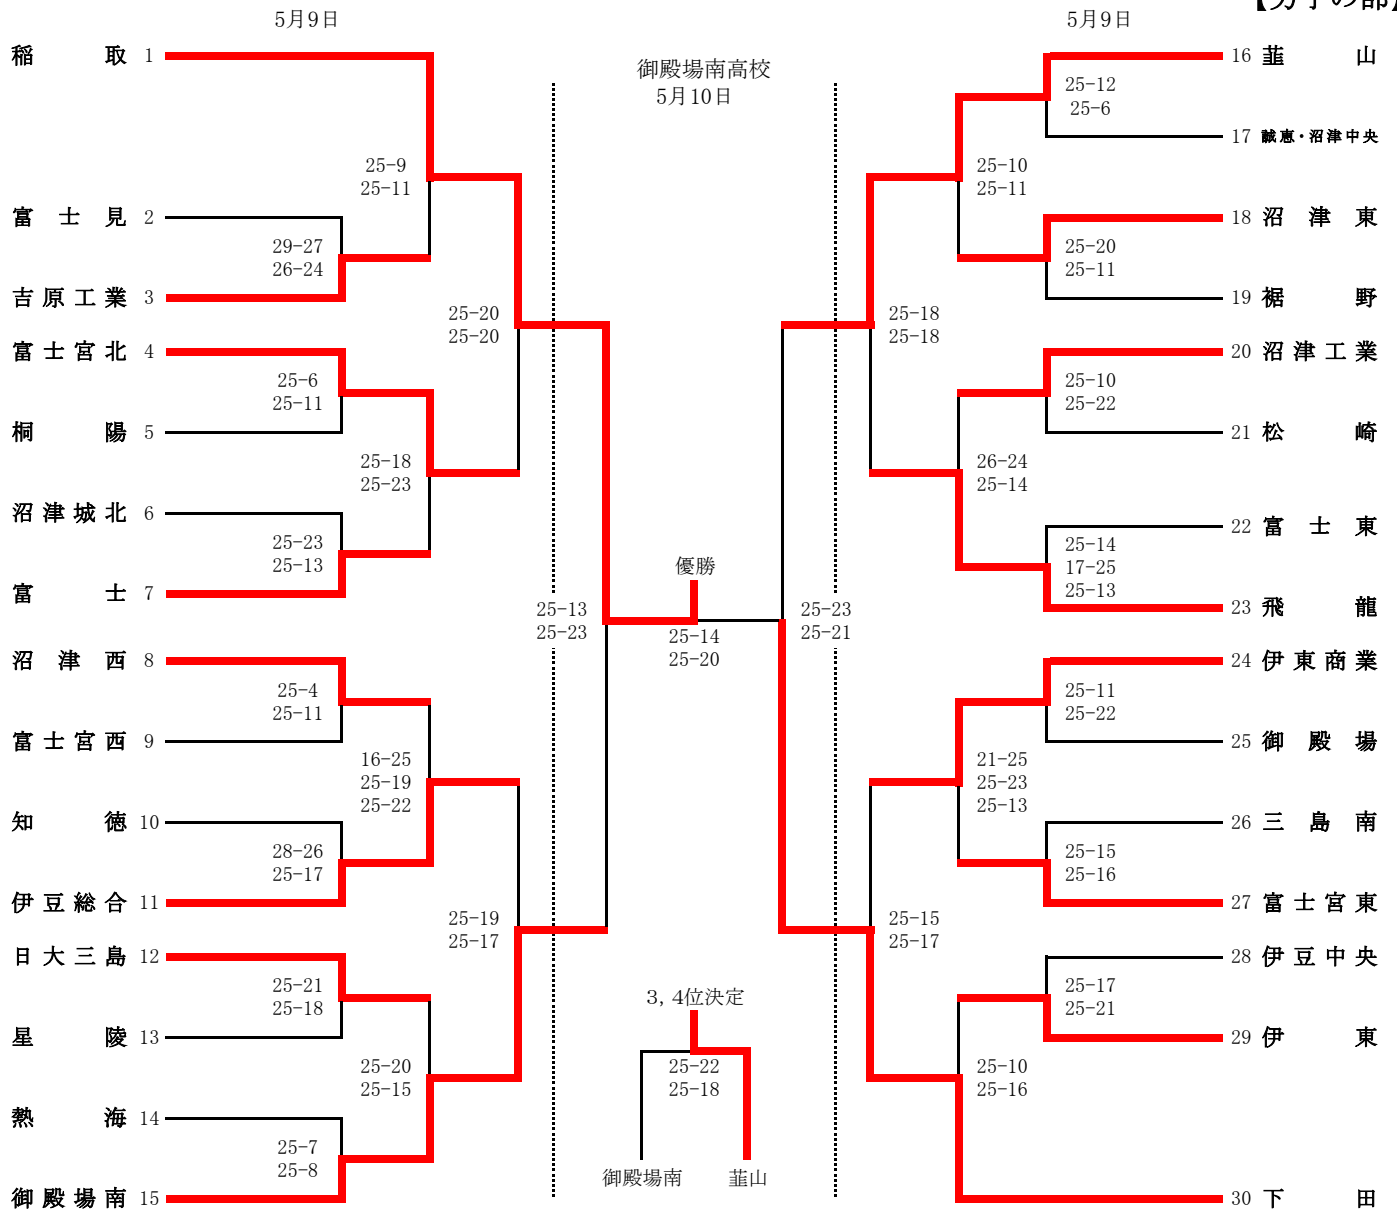 【男子の部】
5月9日
5月9日
御殿場南高校
5月10日
稲取 1
富士見 2
吉原工業 3
富士宮北 4
桐陽 5
沼津城北 6
富士 7
沼津西 8
富士宮西 9
知徳 10
伊豆総合 11
日大三島 12
星陵 13
熱海 14
御殿場南 15
29-27
26-24
25-6
25-11
25-23
25-13
25-4
25-11
28-26
25-17
25-21
25-18
25-7
25-8
25-9
25-11
25-18
25-23
16-25
25-19
25-22
25-20
25-15
25-20
25-20
25-19
25-17
25-13
25-23
優勝
25-14
25-20
3,4位決定
25-22
25-18
御殿場南
韮山
25-23
25-21
25-18
25-18
25-15
25-17
25-10
25-11
26-24
25-14
21-25
25-23
25-13
25-10
25-16
25-12
25-6
25-20
25-11
25-10
25-22
25-14
17-25
25-13
25-11
25-22
25-15
25-16
25-17
25-21
16 韮山
17 誠恵・沼津中央
18 沼津東
19 裾野
20 沼津工業
21 松崎
22 富士東
23 飛龍
24 伊東商業
25 御殿場
26 三島南
27 富士宮東
28 伊豆中央
29 伊東
30 下田